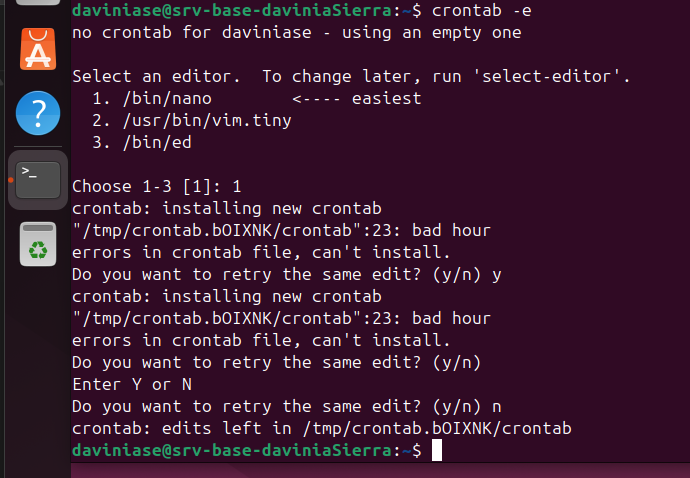 daviniase@srv-base-daviniaSierra:~$ crontab -e
no crontab for daviniase - using an empty one
Select an editor.  To change later, run 'select-editor'.
  1. /bin/nano        <---- easiest
  2. /usr/bin/vim.tiny
  3. /bin/ed
Choose 1-3 [1]: 1
crontab: installing new crontab
"/tmp/crontab.bOIXNK/crontab":23: bad hour
errors in crontab file, can't install.
Do you want to retry the same edit? (y/n) y
crontab: installing new crontab
"/tmp/crontab.bOIXNK/crontab":23: bad hour
errors in crontab file, can't install.
Do you want to retry the same edit? (y/n)
Enter Y or N
Do you want to retry the same edit? (y/n) n
crontab: edits left in /tmp/crontab.bOIXNK/crontab
daviniase@srv-base-daviniaSierra:~$